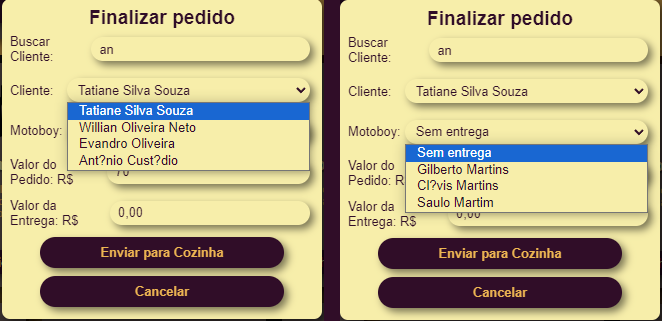 Finalizar pedido
Buscar
Cliente:
an
Cliente:
Tatiane Silva Souza
Tatiane Silva Souza
Willian Oliveira Neto
Evandro Oliveira
Ant?nio Cust?dio
Motoboy:
Valor do
Pedido: R$
70
Valor da
Entrega: R$
0,00
Enviar para Cozinha
Cancelar
Finalizar pedido
Buscar
Cliente:
an
Cliente:
Tatiane Silva Souza
Motoboy:
Sem entrega
Sem entrega
Gilberto Martins
Cl?vis Martins
Saulo Martim
Valor do
Pedido: R$
Valor da
Entrega: R$
0,00
Enviar para Cozinha
Cancelar